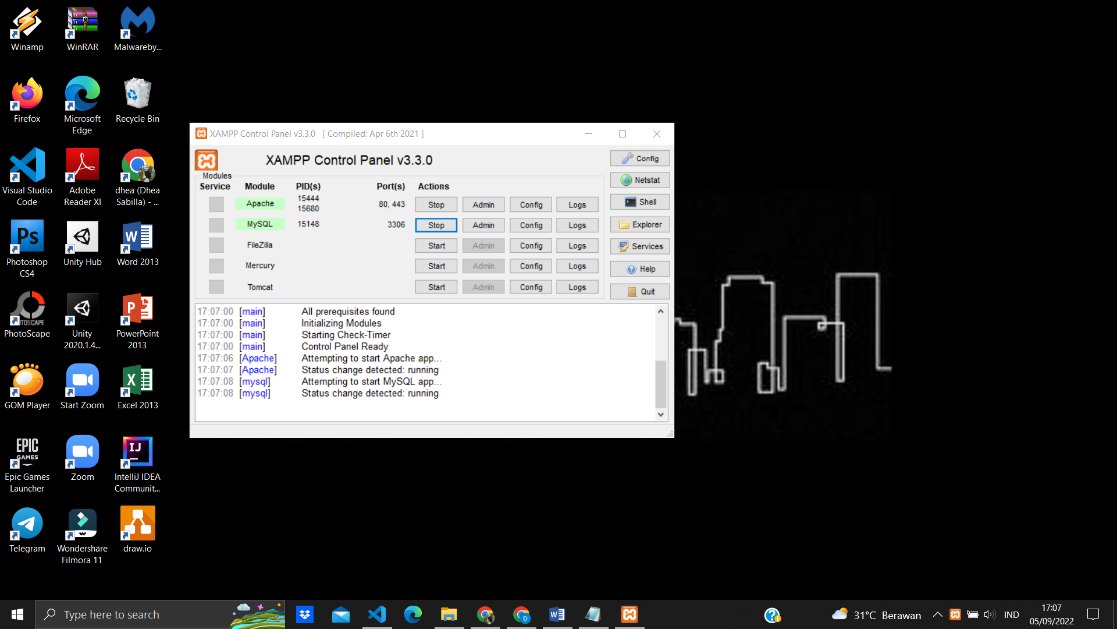 Winamp
WinRAR
Malwareby...
Firefox
Microsoft
Edge
Recycle Bin
Visual Studio
Code
Adobe
Reader XI
dhea (Dhea
Sabilla) - ...
Photoshop
CS4
Unity Hub
Word 2013
PhotoScape
Unity
2020.1.4...
PowerPoint
2013
GOM Player
Start Zoom
Excel 2013
Epic Games
Launcher
Zoom
IntelliJ IDEA
Communit...
Telegram
Wondershare
Filmora 11
draw.io
XAMPP Control Panel v3.3.0 [ Compiled: Apr 6th 2021 ]
XAMPP Control Panel v3.3.0
Modules
Service Module PID(s) Port(s) Actions
Apache 15444 15680 80, 443 Stop Admin Config Logs
MySQL 15148 3306 Stop Admin Config Logs
FileZilla Start Admin Config Logs
Mercury Start Admin Config Logs
Tomcat Start Admin Config Logs
Config
Netstat
Shell
Explorer
Services
Help
Quit
17:07:00 [main] All prerequisites found
17:07:00 [main] Initializing Modules
17:07:00 [main] Starting Check-Timer
17:07:00 [main] Control Panel Ready
17:07:06 [Apache] Attempting to start Apache app...
17:07:07 [Apache] Status change detected: running
17:07:08 [mysql] Attempting to start MySQL app...
17:07:08 [mysql] Status change detected: running
Type here to search
31°C Berawan
IND
17:07
05/09/2022